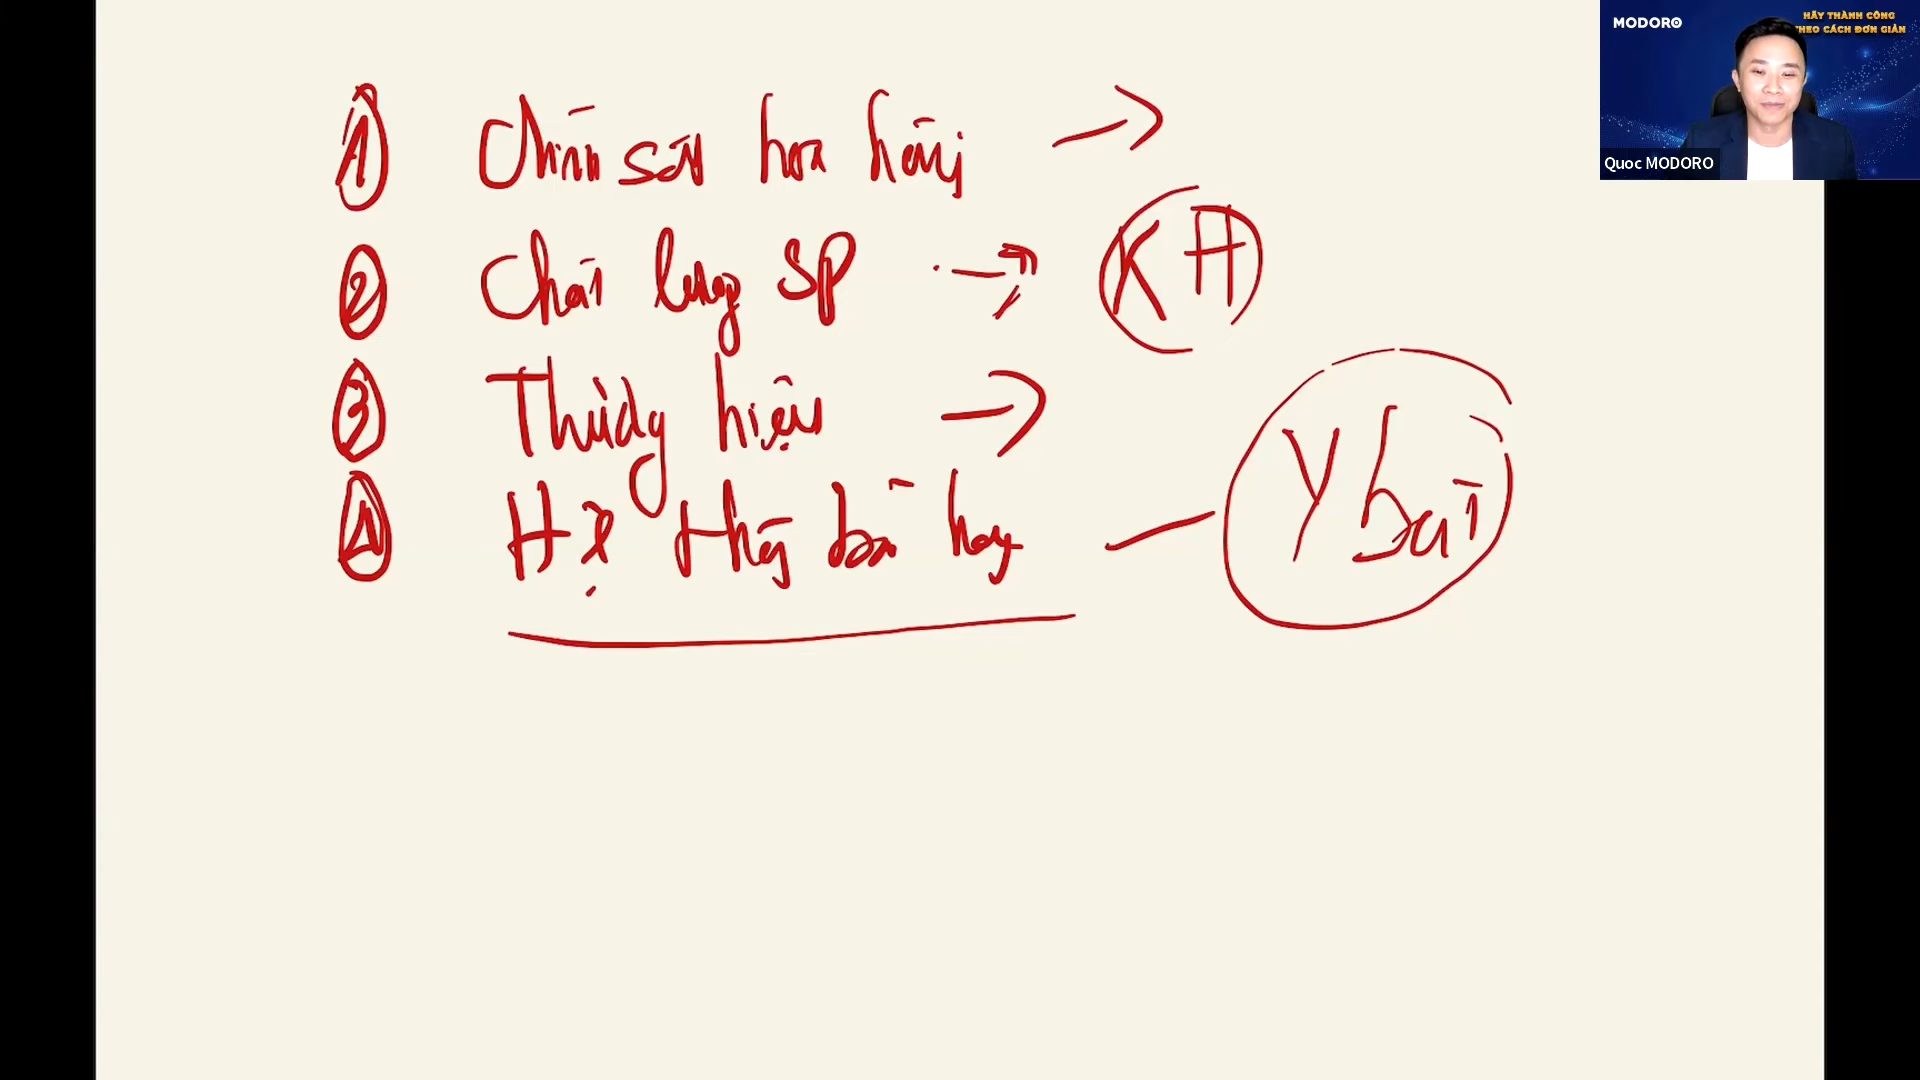 MODORO
HÃY THÀNH CÔNG
THEO CÁCH ĐƠN GIẢN
Quoc MODORO
1 Chính sách hoa hồng
2 Chất lượng SP → KH
3 Thương hiệu →
4 Hệ thống bán hàng —